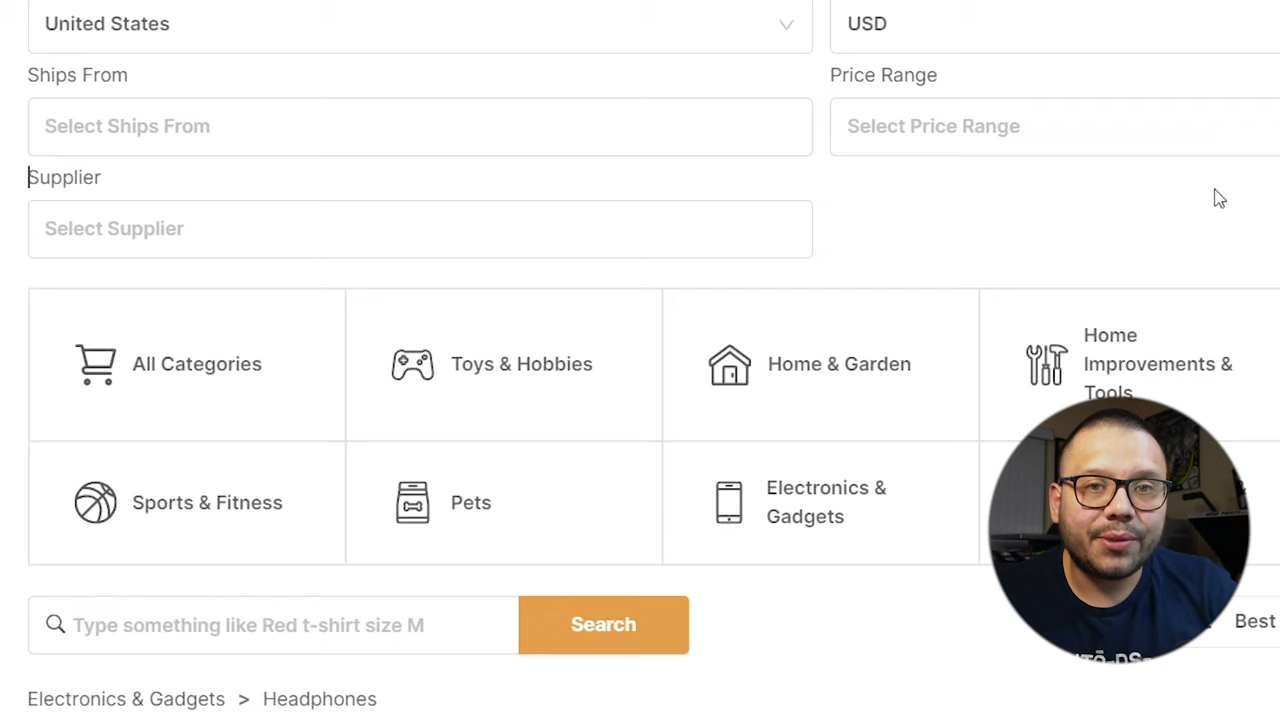 United States
USD
Ships From
Price Range
Select Ships From
Select Price Range
Supplier
Select Supplier
All Categories
Toys & Hobbies
Home & Garden
Home
Improvements &
Tools
Sports & Fitness
Pets
Electronics &
Gadgets
Type something like Red t-shirt size M
Search
Best
Electronics & Gadgets > Headphones